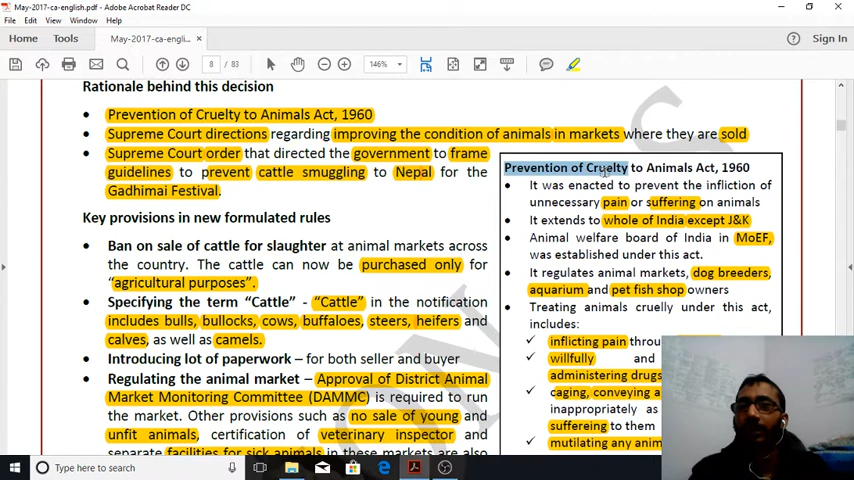 May-2017-ca-english.pdf - Adobe Acrobat Reader DC
File Edit View Window Help
Home Tools May-2017-ca-engli... × Sign In
8 / 83 146%
Rationale behind this decision
• Prevention of Cruelty to Animals Act, 1960
• Supreme Court directions regarding improving the condition of animals in markets where they are sold
• Supreme Court order that directed the government to frame
guidelines to prevent cattle smuggling to Nepal for the
Gadhimai Festival.
Key provisions in new formulated rules
• Ban on sale of cattle for slaughter at animal markets across
the country. The cattle can now be purchased only for
"agricultural purposes".
• Specifying the term "Cattle" - "Cattle" in the notification
includes bulls, bullocks, cows, buffaloes, steers, heifers and
calves, as well as camels.
• Introducing lot of paperwork – for both seller and buyer
• Regulating the animal market – Approval of District Animal
Market Monitoring Committee (DAMMC) is required to run
the market. Other provisions such as no sale of young and
unfit animals, certification of veterinary inspector and
separate facilities for sick animals in these markets are also
Prevention of Cruelty to Animals Act, 1960
• It was enacted to prevent the infliction of
unnecessary pain or suffering on animals
• It extends to whole of India except J&K
• Animal welfare board of India in MoEF,
was established under this act.
• It regulates animal markets, dog breeders,
aquarium and pet fish shop owners
• Treating animals cruelly under this act,
includes:
✓ inflicting pain
✓ willfully and
administering drugs
✓ caging, conveying
inappropriately as
suffereing to them
✓ mutilating any
Type here to search